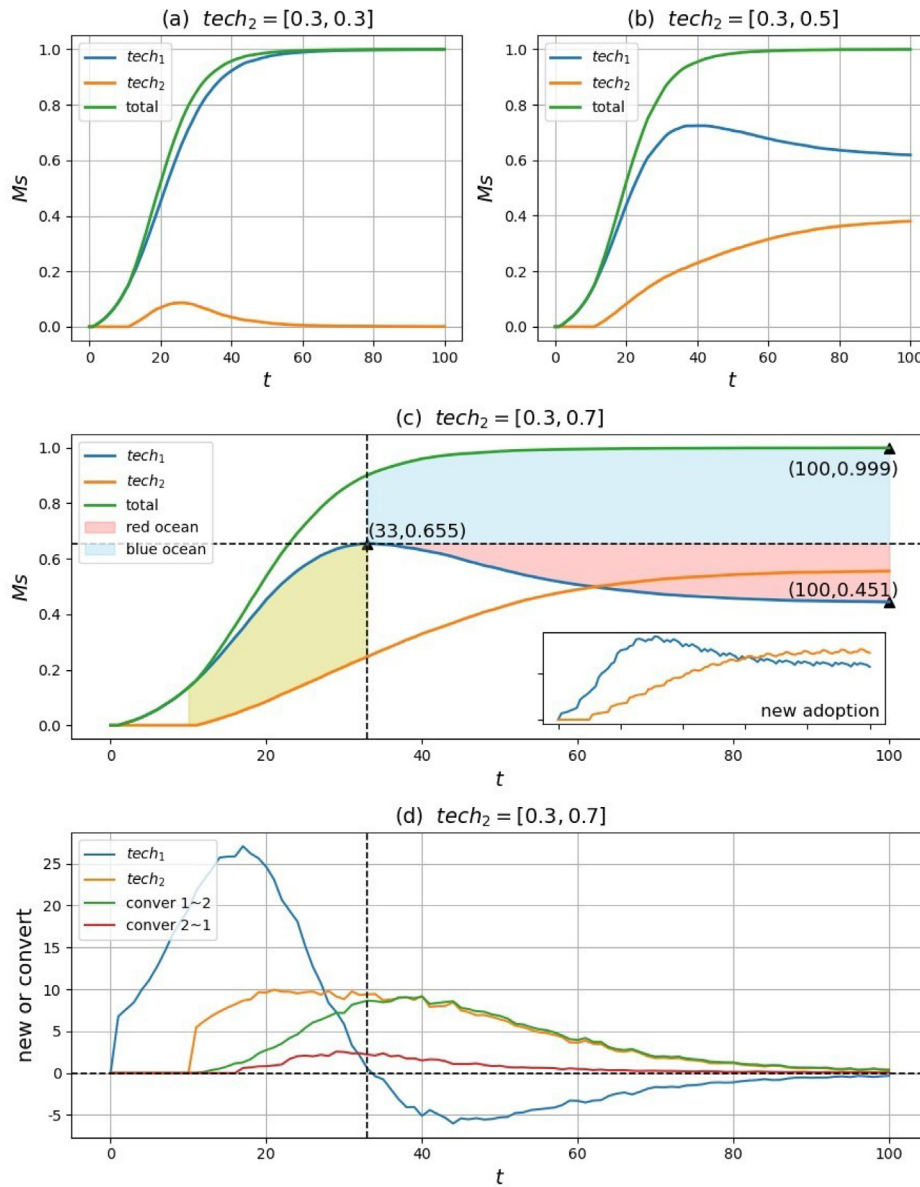 (a) tech₂ = [0.3, 0.3]
1.0
0.8
0.6
0.4
0.2
0.0
Ms
tech₁
tech₂
total
0 20 40 60 80 100
t
(b) tech₂ = [0.3, 0.5]
1.0
0.8
0.6
0.4
0.2
0.0
Ms
tech₁
tech₂
total
0 20 40 60 80 100
t
(c) tech₂ = [0.3, 0.7]
1.0
0.8
0.6
0.4
0.2
0.0
Ms
tech₁
tech₂
total
red ocean
blue ocean
(33,0.655)
(100,0.999)
(100,0.451)
new adoption
0 20 40 60 80 100
t
(d) tech₂ = [0.3, 0.7]
25
20
15
10
5
0
-5
new or convert
tech₁
tech₂
conver 1~2
conver 2~1
0 20 40 60 80 100
t